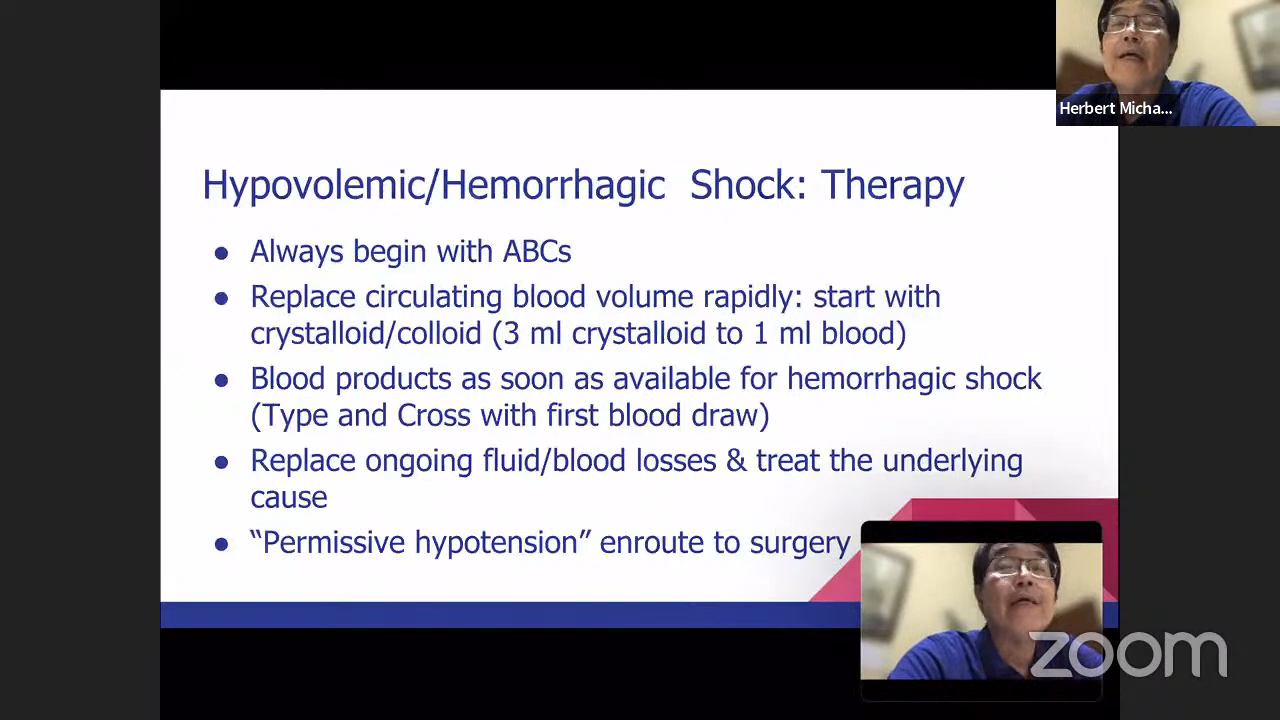 Herbert Micha...
Hypovolemic/Hemorrhagic Shock: Therapy
● Always begin with ABCs
● Replace circulating blood volume rapidly: start with
crystalloid/colloid (3 ml crystalloid to 1 ml blood)
● Blood products as soon as available for hemorrhagic shock
(Type and Cross with first blood draw)
● Replace ongoing fluid/blood losses & treat the underlying
cause
● “Permissive hypotension” enroute to surgery
zoom